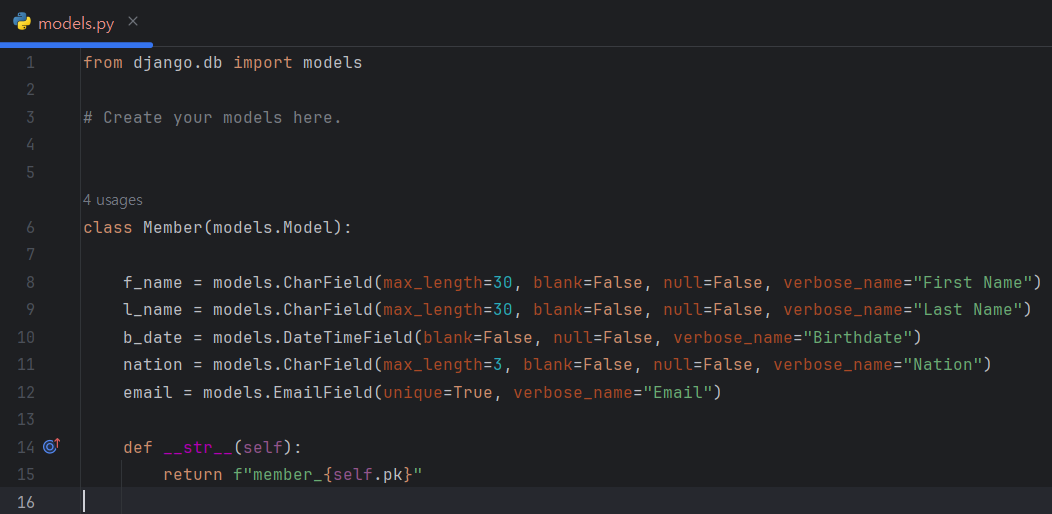 models.py
1 from django.db import models
2
3 # Create your models here.
4
5
4 usages
6 class Member(models.Model):
7
8     f_name = models.CharField(max_length=30, blank=False, null=False, verbose_name="First Name")
9     l_name = models.CharField(max_length=30, blank=False, null=False, verbose_name="Last Name")
10     b_date = models.DateTimeField(blank=False, null=False, verbose_name="Birthdate")
11     nation = models.CharField(max_length=3, blank=False, null=False, verbose_name="Nation")
12     email = models.EmailField(unique=True, verbose_name="Email")
13
14     def __str__(self):
15         return f"member_{self.pk}"
16